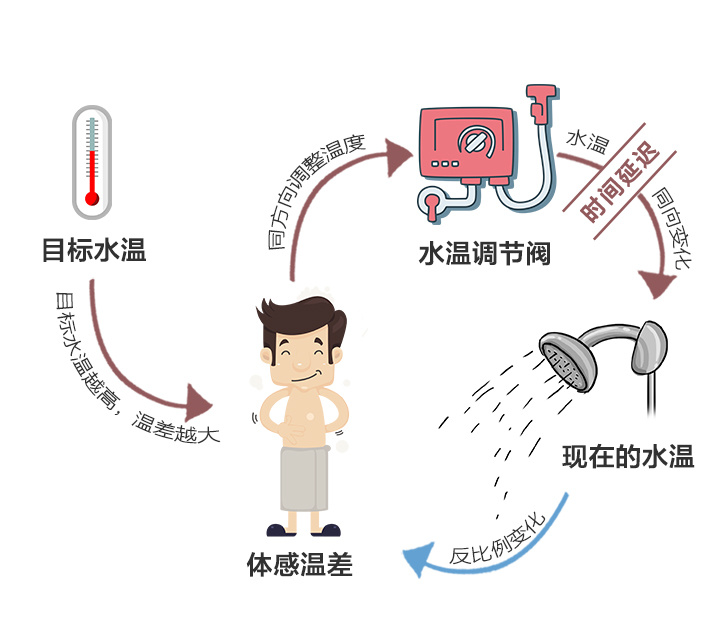 目标水温
目标水温越高，温差越大
体感温差
同方向调整温度
水温调节阀
水温
时间延迟
同向变化
现在的水温
反比例变化